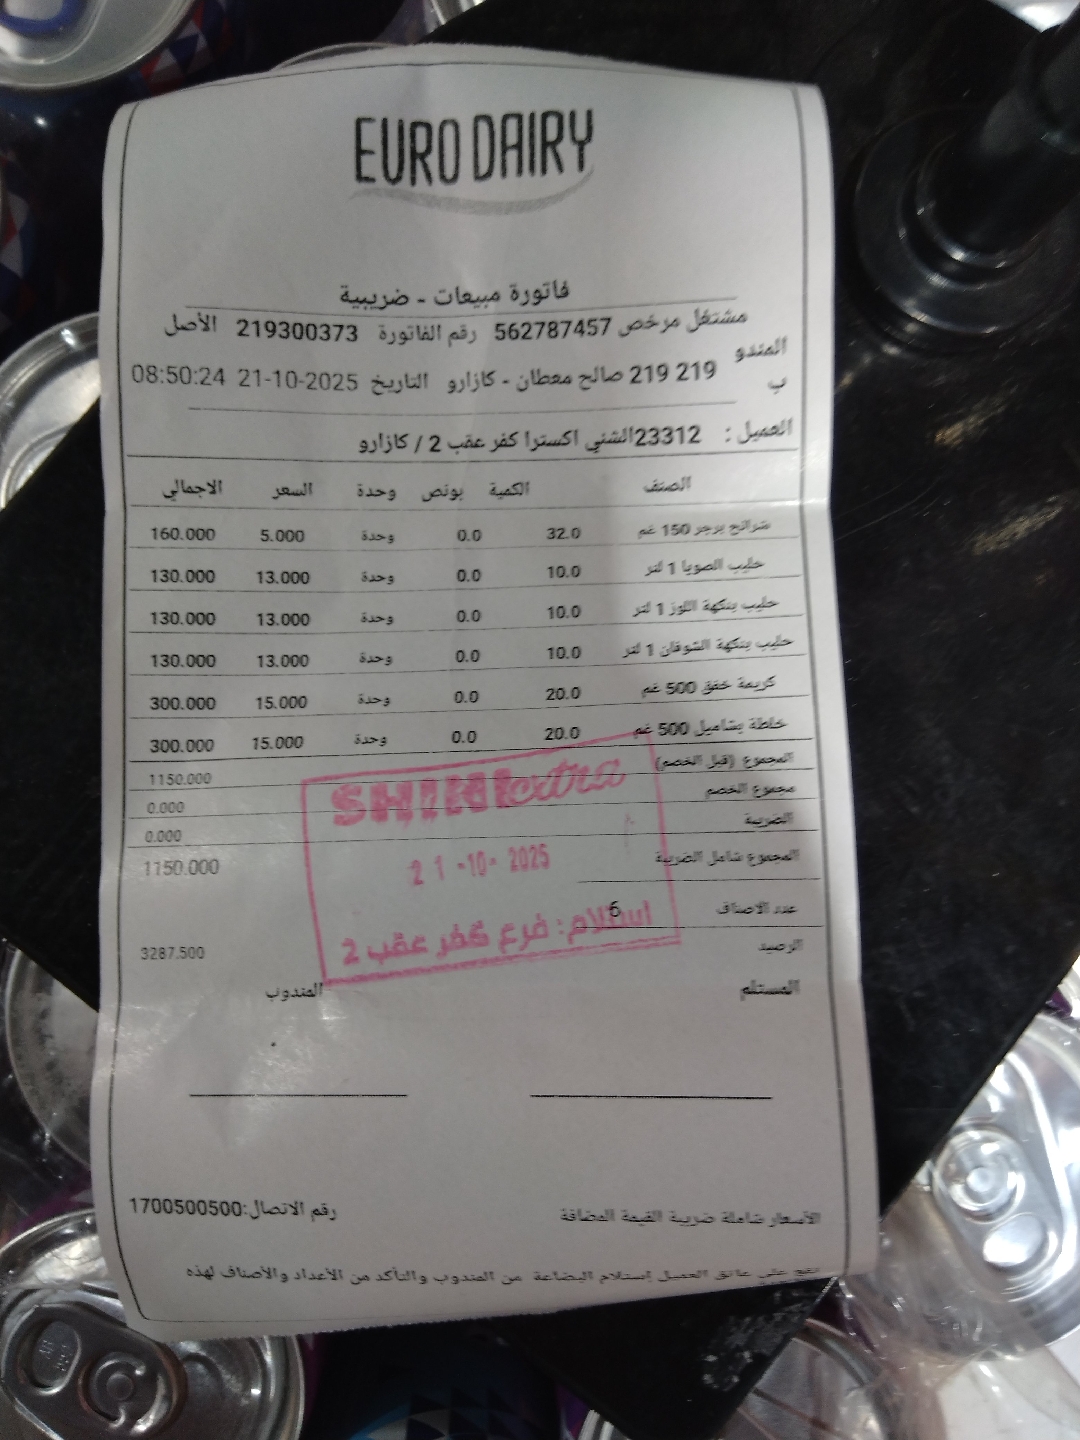 EURO DAIRY
فاتورة مبيعات - ضريبية
مشتغل مرخص 562787457 رقم الفاتورة 219300373 الأصل
المندوب 219 219 صالح معطان - كازارو التاريخ 21-10-2025 08:50:24
العميل : 23312الشني اكسترا كفر عقب 2 / كازارو
الصنف الكمية بونص وحدة السعر الاجمالي
شرائح برجر 150 غم 32.0 0.0 وحدة 5.000 160.000
حليب الصويا 1 لتر 10.0 0.0 وحدة 13.000 130.000
حليب بنكهة اللوز 1 لتر 10.0 0.0 وحدة 13.000 130.000
حليب بنكهة الشوفان 1 لتر 10.0 0.0 وحدة 13.000 130.000
كريمة خفق 500 غم 20.0 0.0 وحدة 15.000 300.000
خلطة بشاميل 500 غم 20.0 0.0 وحدة 15.000 300.000
المجموع (قبل الخصم) 1150.000
مجموع الخصم 0.000
الضريبة 0.000
المجموع شامل الضريبة 1150.000
عدد الاصناف 6
الرصيد 3287.500
SHINI extra
21-10-2025
استلام: فرع كفر عقب 2
المستلم المندوب
الأسعار شاملة ضريبة القيمة المضافة رقم الاتصال:1700500500
تقع على عاتق العميل إستلام البضاعة من المندوب والتأكد من الأعداد والأصناف لهذه